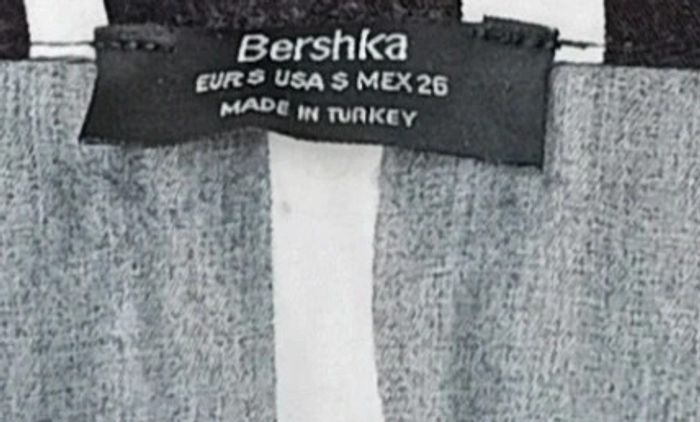 Bershka
EUR S USA S MEX 26
MADE IN TURKEY